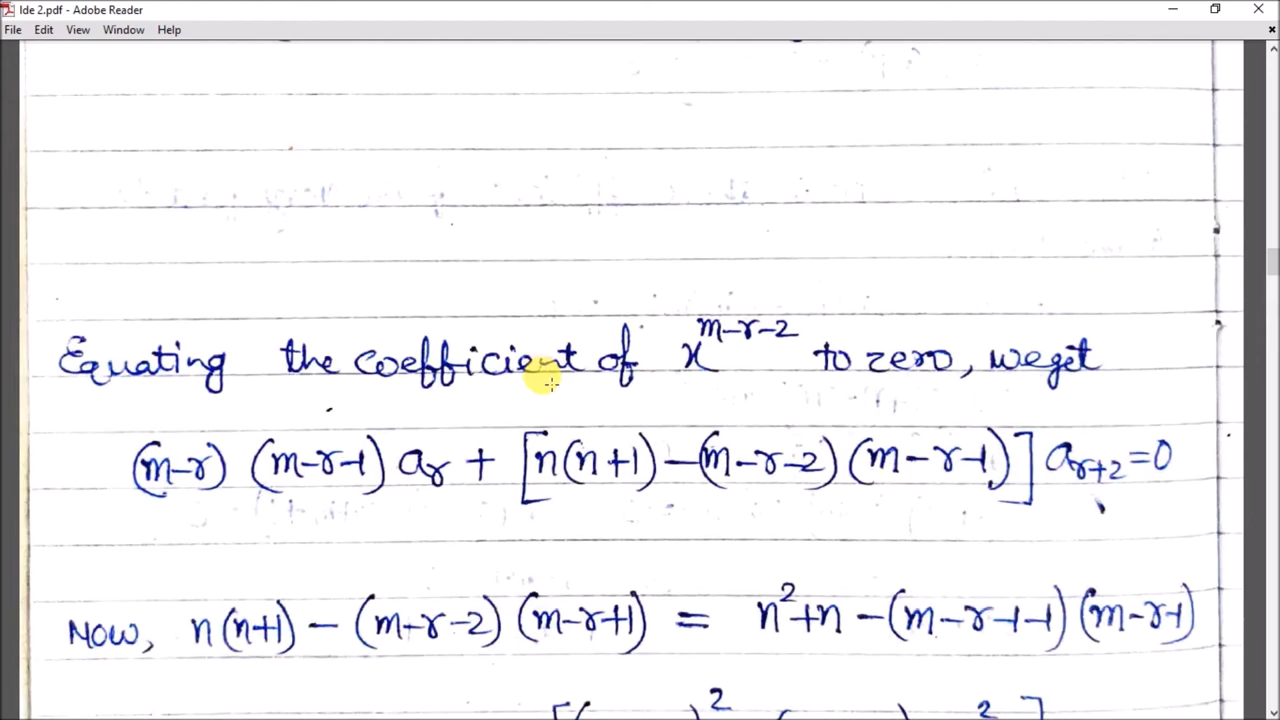 Ide 2.pdf - Adobe Reader
File Edit View Window Help
Equating the coefficient of x^{m-r-2} to zero, we get
(m-r) (m-r-1) a_r + [n(n+1) - (m-r-2) (m-r-1)] a_{r+2} = 0
Now, n(n+1) - (m-r-2) (m-r+1) = n^2+n - (m-r-1-1) (m-r-1)